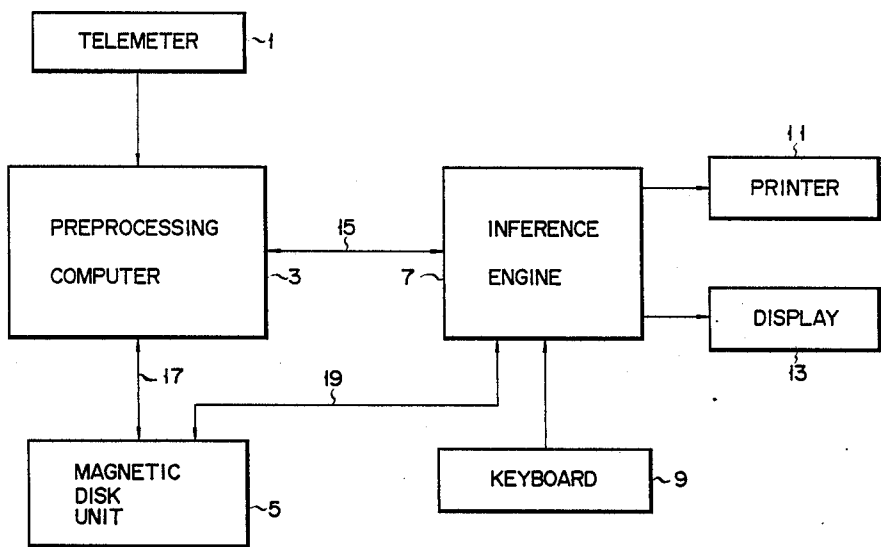 TELEMETER
1
11
PRINTER
PREPROCESSING
COMPUTER
3
15
INFERENCE
ENGINE
7
DISPLAY
13
17
19
MAGNETIC
DISK
UNIT
5
KEYBOARD
9